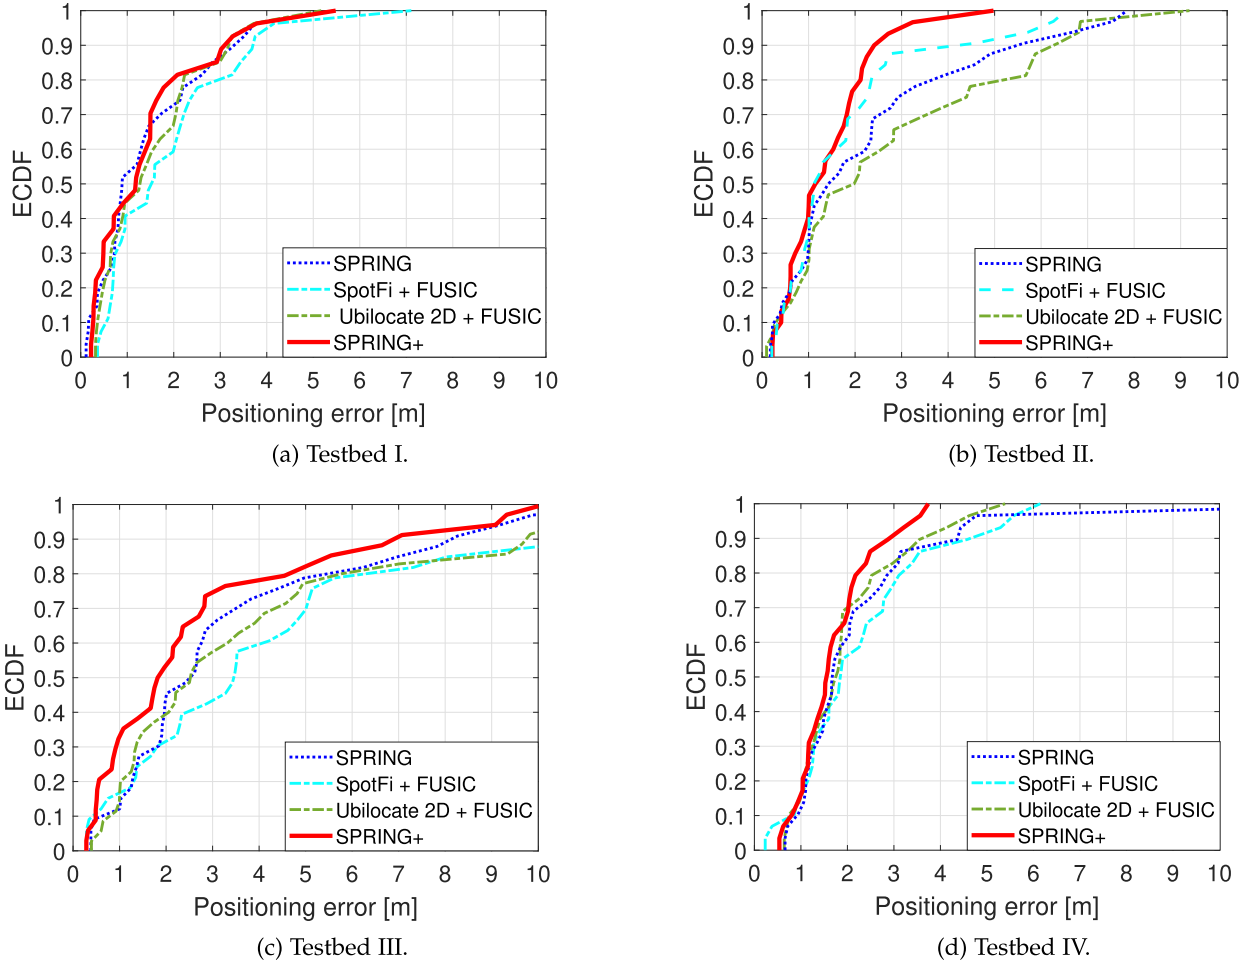 1
0.9
0.8
0.7
0.6
0.5
0.4
0.3
0.2
0.1
0
ECDF
SPRING
SpotFi + FUSIC
Ubilocate 2D + FUSIC
SPRING+
0 1 2 3 4 5 6 7 8 9 10
Positioning error [m]
(a) Testbed I.
1
0.9
0.8
0.7
0.6
0.5
0.4
0.3
0.2
0.1
0
ECDF
SPRING
SpotFi + FUSIC
Ubilocate 2D + FUSIC
SPRING+
0 1 2 3 4 5 6 7 8 9 10
Positioning error [m]
(b) Testbed II.
1
0.9
0.8
0.7
0.6
0.5
0.4
0.3
0.2
0.1
0
ECDF
SPRING
SpotFi + FUSIC
Ubilocate 2D + FUSIC
SPRING+
0 1 2 3 4 5 6 7 8 9 10
Positioning error [m]
(c) Testbed III.
1
0.9
0.8
0.7
0.6
0.5
0.4
0.3
0.2
0.1
0
ECDF
SPRING
SpotFi + FUSIC
Ubilocate 2D + FUSIC
SPRING+
0 1 2 3 4 5 6 7 8 9 10
Positioning error [m]
(d) Testbed IV.